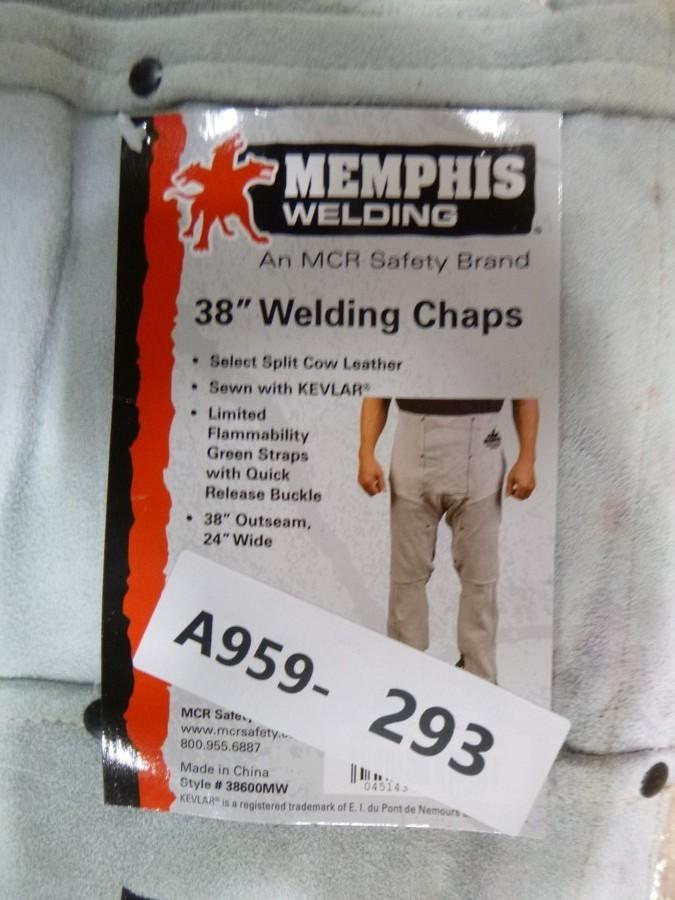 MEMPHIS
WELDING
An MCR Safety Brand
38” Welding Chaps
• Select Split Cow Leather
• Sewn with KEVLAR®
• Limited
Flammability
Green Straps
with Quick
Release Buckle
• 38” Outseam,
24” Wide
A959- 293
MCR
www.mcrsafety.
800.955.6887
Made in China
Style # 38600MW
045143
KEVLAR® is a registered trademark of E. I. du Pont de Nemours